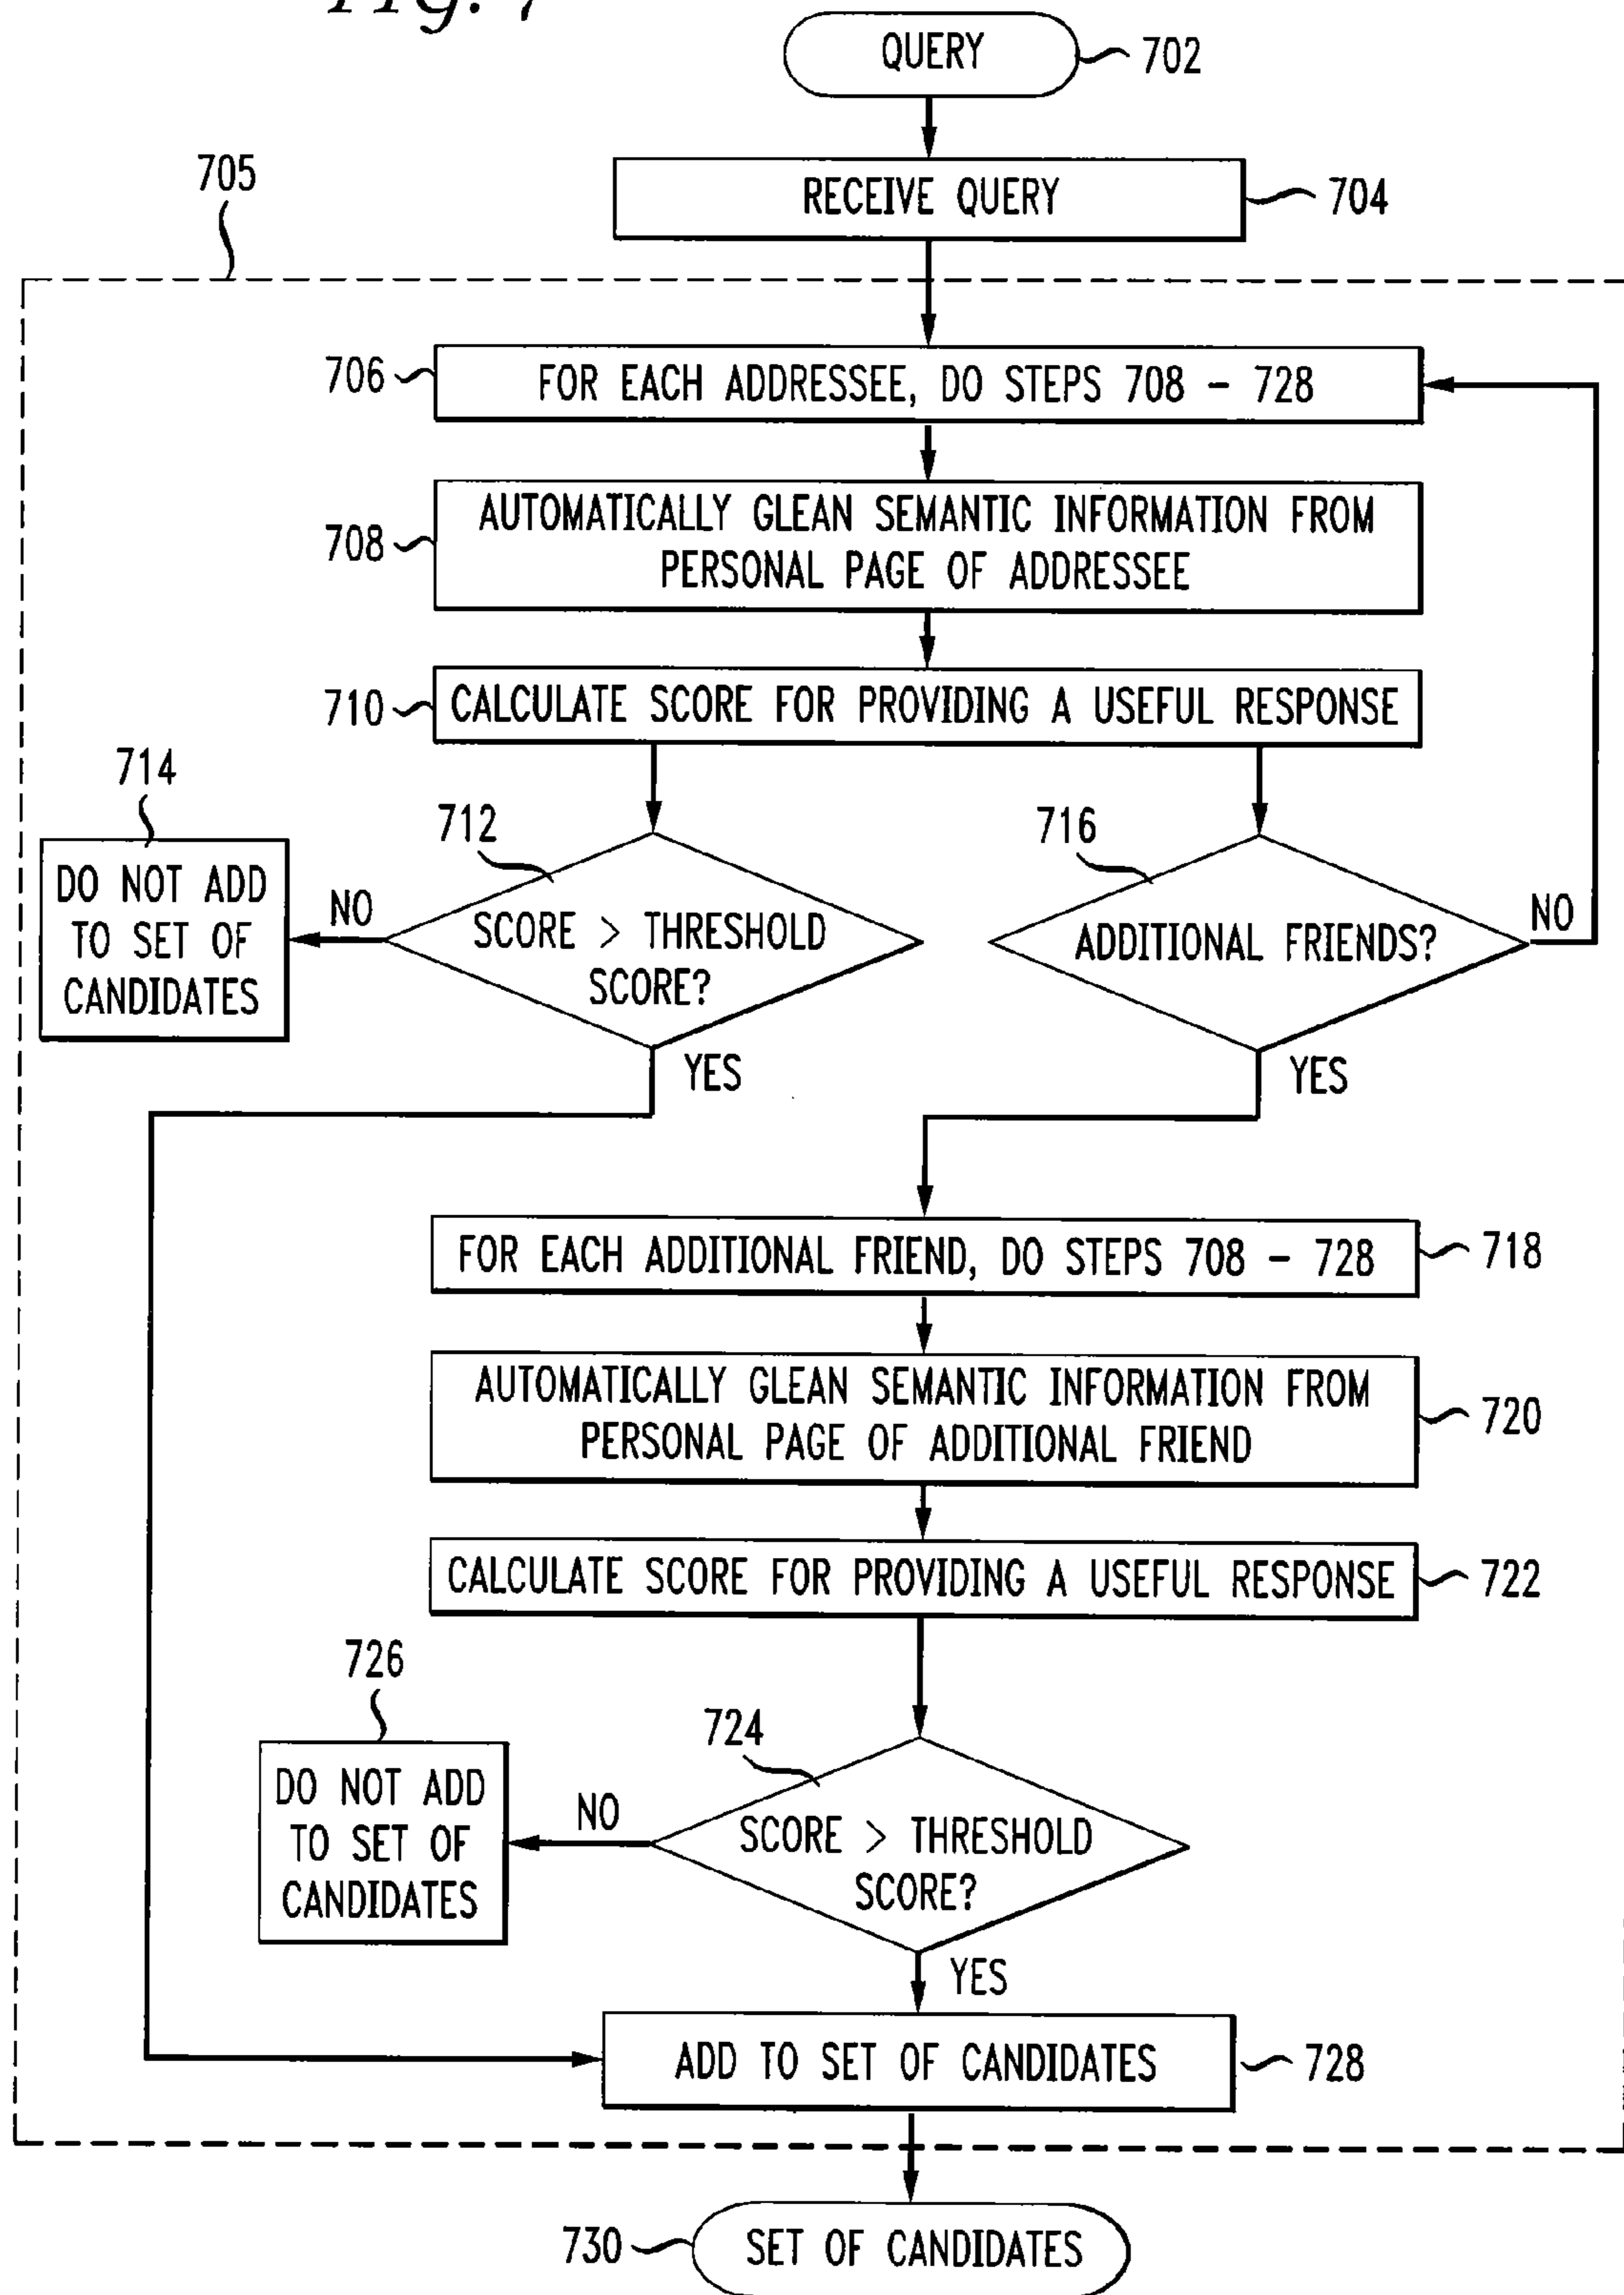 Fig. 7
QUERY
702
RECEIVE QUERY
704
705
706
FOR EACH ADDRESSEE, DO STEPS 708 – 728
708
AUTOMATICALLY GLEAN SEMANTIC INFORMATION FROM
PERSONAL PAGE OF ADDRESSEE
710
CALCULATE SCORE FOR PROVIDING A USEFUL RESPONSE
714
DO NOT ADD
TO SET OF
CANDIDATES
NO
712
SCORE > THRESHOLD
SCORE?
YES
716
ADDITIONAL FRIENDS?
NO
YES
FOR EACH ADDITIONAL FRIEND, DO STEPS 708 – 728
718
AUTOMATICALLY GLEAN SEMANTIC INFORMATION FROM
PERSONAL PAGE OF ADDITIONAL FRIEND
720
CALCULATE SCORE FOR PROVIDING A USEFUL RESPONSE
722
726
DO NOT ADD
TO SET OF
CANDIDATES
NO
724
SCORE > THRESHOLD
SCORE?
YES
ADD TO SET OF CANDIDATES
728
730
SET OF CANDIDATES